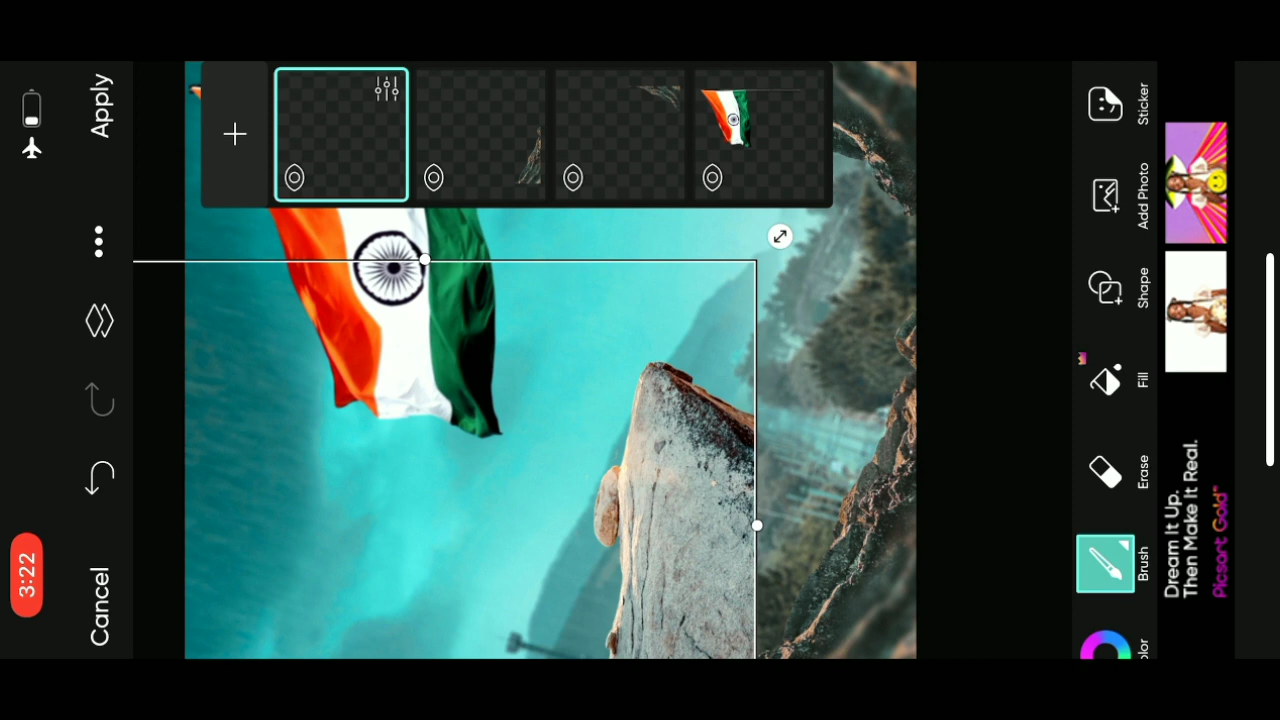 3:22
Cancel
Apply
olor
Brush
Erase
Fill
Shape
Add Photo
Sticker
Dream It Up.
Then Make It Real.
Picsart Gold